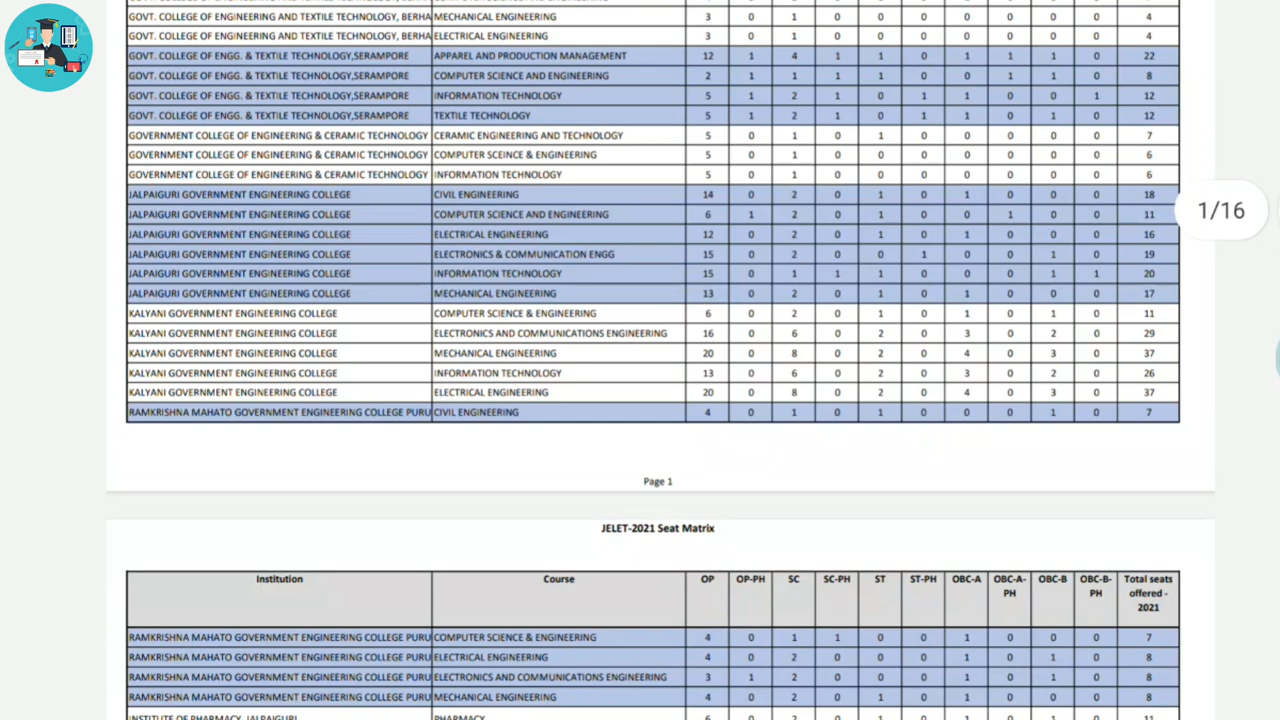 GOVT. COLLEGE OF ENGINEERING AND TEXTILE TECHNOLOGY, BERHA MECHANICAL ENGINEERING 3 0 1 0 0 0 0 0 0 0 4
GOVT. COLLEGE OF ENGINEERING AND TEXTILE TECHNOLOGY, BERHA ELECTRICAL ENGINEERING 3 0 1 0 0 0 0 0 0 0 4
GOVT. COLLEGE OF ENGG. & TEXTILE TECHNOLOGY,SERAMPORE APPAREL AND PRODUCTION MANAGEMENT 12 1 4 1 1 0 1 1 1 0 22
GOVT. COLLEGE OF ENGG. & TEXTILE TECHNOLOGY,SERAMPORE COMPUTER SCIENCE AND ENGINEERING 2 1 1 1 1 0 0 1 1 0 8
GOVT. COLLEGE OF ENGG. & TEXTILE TECHNOLOGY,SERAMPORE INFORMATION TECHNOLOGY 5 1 2 1 0 1 1 0 0 1 12
GOVT. COLLEGE OF ENGG. & TEXTILE TECHNOLOGY,SERAMPORE TEXTILE TECHNOLOGY 5 1 2 1 0 1 1 0 1 0 12
GOVERNMENT COLLEGE OF ENGINEERING & CERAMIC TECHNOLOGY CERAMIC ENGINEERING AND TECHNOLOGY 5 0 1 0 1 0 0 0 0 0 7
GOVERNMENT COLLEGE OF ENGINEERING & CERAMIC TECHNOLOGY COMPUTER SCEINCE & ENGINEERING 5 0 1 0 0 0 0 0 0 0 6
GOVERNMENT COLLEGE OF ENGINEERING & CERAMIC TECHNOLOGY INFORMATION TECHNOLOGY 5 0 1 0 0 0 0 0 0 0 6
JALPAIGURI GOVERNMENT ENGINEERING COLLEGE CIVIL ENGINEERING 14 0 2 0 1 0 1 0 0 0 18
JALPAIGURI GOVERNMENT ENGINEERING COLLEGE COMPUTER SCIENCE AND ENGINEERING 6 1 2 0 1 0 0 1 0 0 11
1/16
JALPAIGURI GOVERNMENT ENGINEERING COLLEGE ELECTRICAL ENGINEERING 12 0 2 0 1 0 1 0 0 0 16
JALPAIGURI GOVERNMENT ENGINEERING COLLEGE ELECTRONICS & COMMUNICATION ENGG 15 0 2 0 0 1 0 0 1 0 19
JALPAIGURI GOVERNMENT ENGINEERING COLLEGE INFORMATION TECHNOLOGY 15 0 1 1 1 0 0 0 1 1 20
JALPAIGURI GOVERNMENT ENGINEERING COLLEGE MECHANICAL ENGINEERING 13 0 2 0 1 0 1 0 0 0 17
KALYANI GOVERNMENT ENGINEERING COLLEGE COMPUTER SCIENCE & ENGINEERING 6 0 2 0 1 0 1 0 1 0 11
KALYANI GOVERNMENT ENGINEERING COLLEGE ELECTRONICS AND COMMUNICATIONS ENGINEERING 16 0 6 0 2 0 3 0 2 0 29
KALYANI GOVERNMENT ENGINEERING COLLEGE MECHANICAL ENGINEERING 20 0 8 0 2 0 4 0 3 0 37
KALYANI GOVERNMENT ENGINEERING COLLEGE INFORMATION TECHNOLOGY 13 0 6 0 2 0 3 0 2 0 26
KALYANI GOVERNMENT ENGINEERING COLLEGE ELECTRICAL ENGINEERING 20 0 8 0 2 0 4 0 3 0 37
RAMKRISHNA MAHATO GOVERNMENT ENGINEERING COLLEGE PURU CIVIL ENGINEERING 4 0 1 0 1 0 0 0 1 0 7
Page 1
JELET-2021 Seat Matrix
Institution Course OP OP-PH SC SC-PH ST ST-PH OBC-A OBC-A- OBC-B OBC-B- Total seats
PH PH offered -
2021
RAMKRISHNA MAHATO GOVERNMENT ENGINEERING COLLEGE PURU COMPUTER SCIENCE & ENGINEERING 4 0 1 1 0 0 1 0 0 0 7
RAMKRISHNA MAHATO GOVERNMENT ENGINEERING COLLEGE PURU ELECTRICAL ENGINEERING 4 0 2 0 0 0 1 0 1 0 8
RAMKRISHNA MAHATO GOVERNMENT ENGINEERING COLLEGE PURU ELECTRONICS AND COMMUNICATIONS ENGINEERING 3 1 2 0 0 0 1 0 1 0 8
RAMKRISHNA MAHATO GOVERNMENT ENGINEERING COLLEGE PURU MECHANICAL ENGINEERING 4 0 2 0 1 0 1 0 0 0 8
INSTITUTE OF PHARMACY, JALPAIGURI PHARMACY 6 0 2 0 1 0 1 0 1 0 11